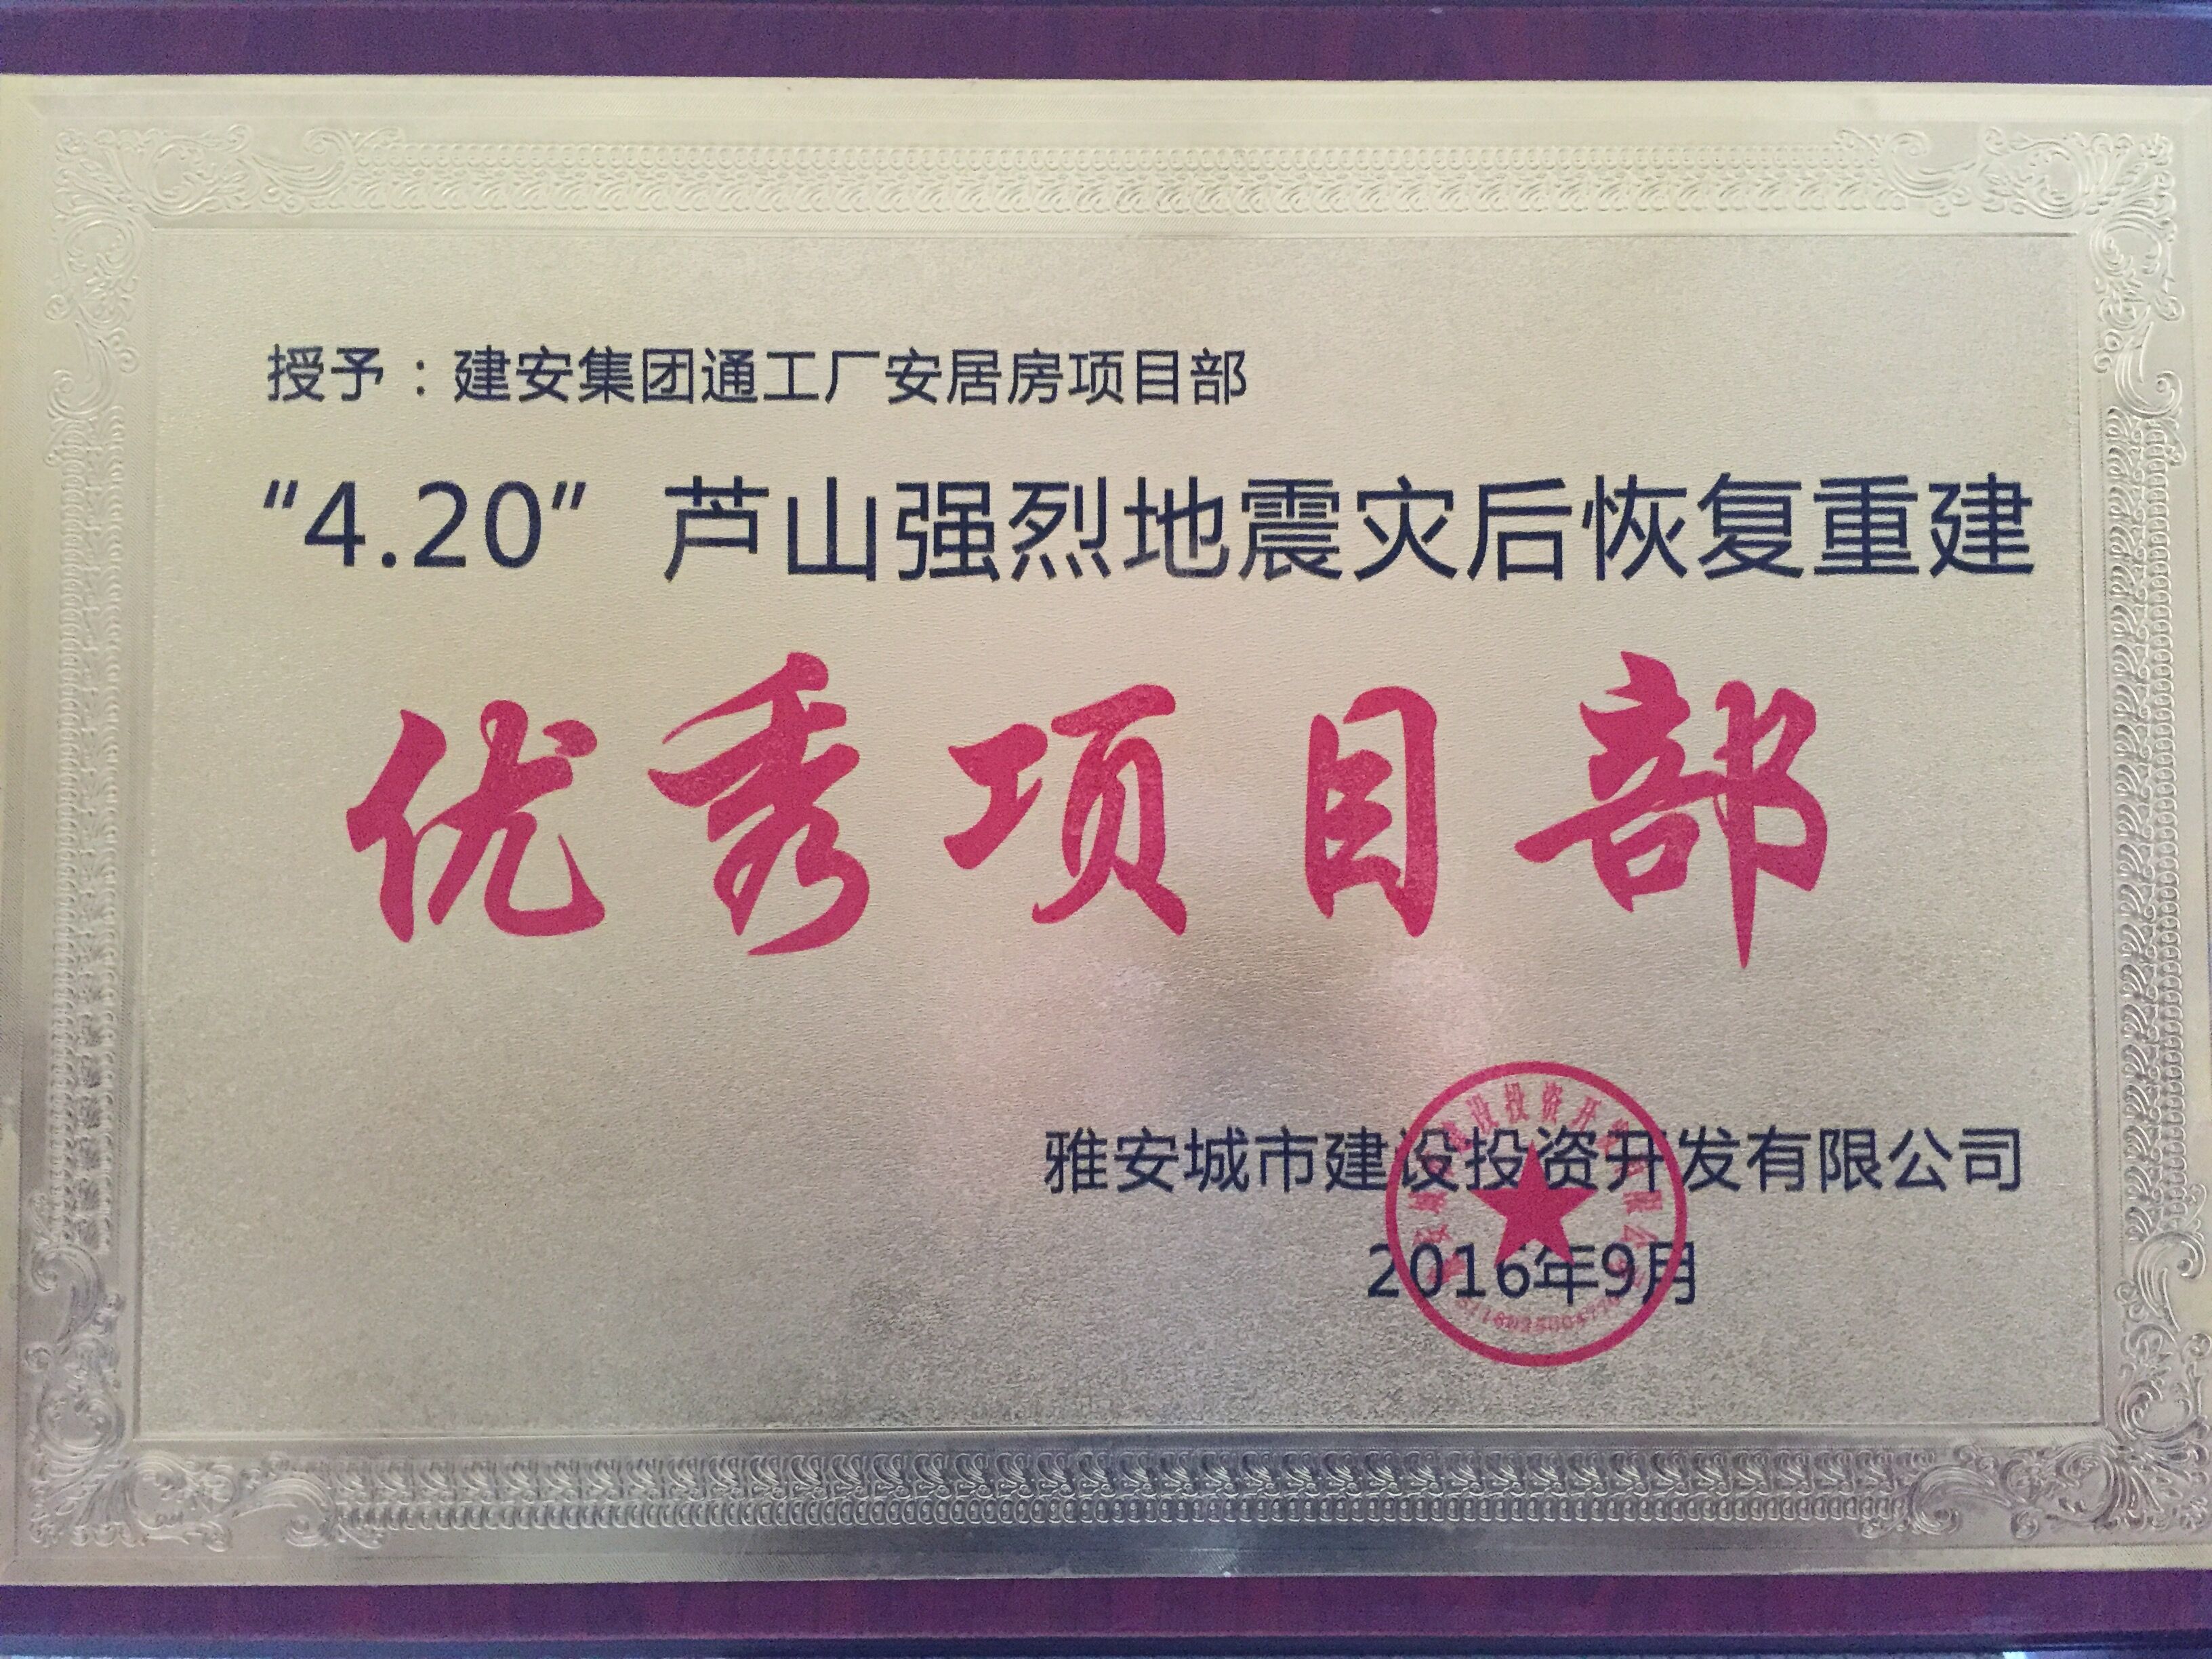 授予：建安集团通工厂安居房项目部
“4.20” 芦山强烈地震灾后恢复重建
优秀项目部
雅安城市建设投资开发有限公司
2016年9月